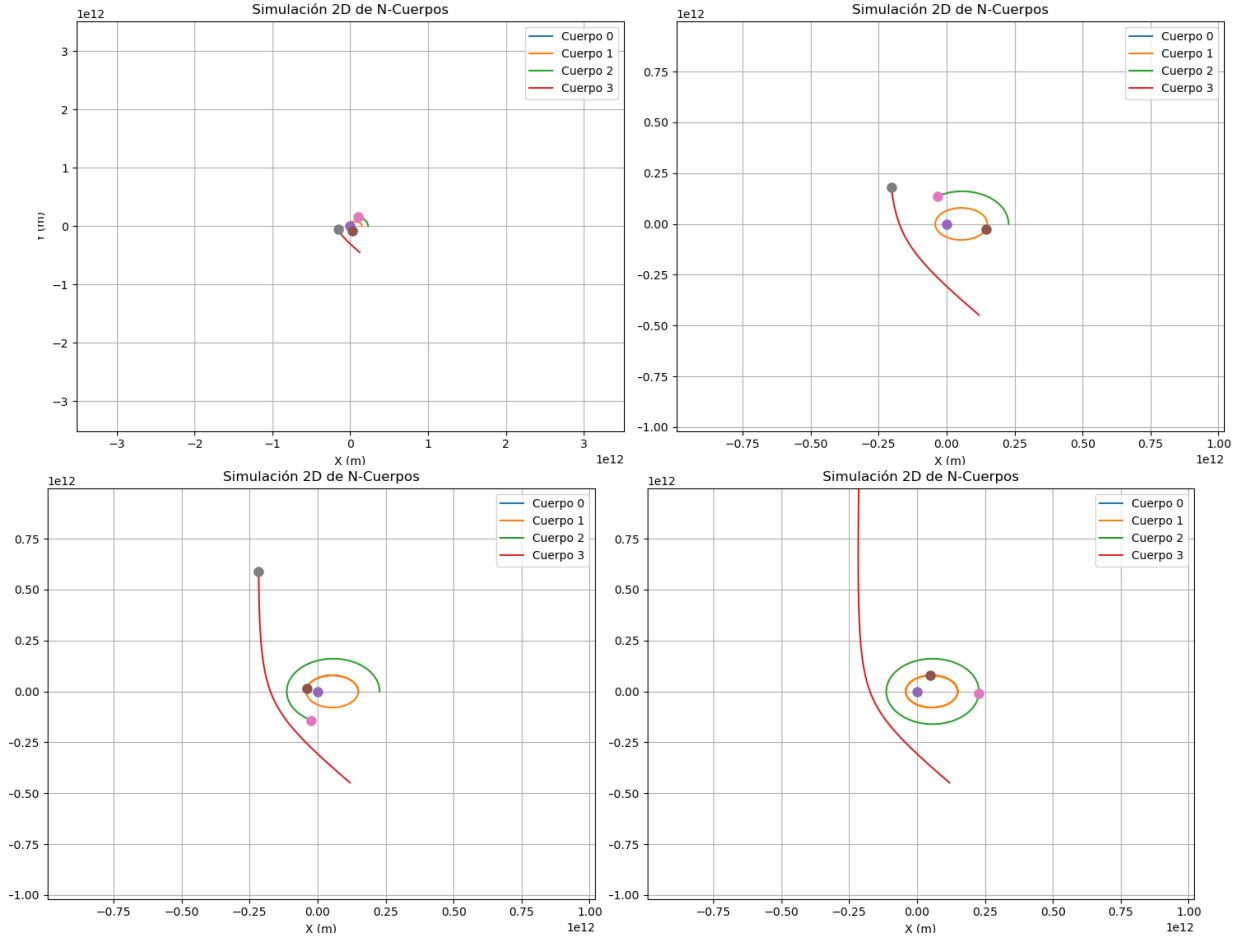 Simulación 2D de N-Cuerpos
1e12
Cuerpo 0
Cuerpo 1
Cuerpo 2
Cuerpo 3
3
2
1
0
−1
−2
−3
Y (m)
−3 −2 −1 0 1 2 3
X (m)
1e12
Simulación 2D de N-Cuerpos
1e12
Cuerpo 0
Cuerpo 1
Cuerpo 2
Cuerpo 3
0.75
0.50
0.25
0.00
−0.25
−0.50
−0.75
−1.00
−0.75 −0.50 −0.25 0.00 0.25 0.50 0.75 1.00
X (m)
1e12
Simulación 2D de N-Cuerpos
1e12
Cuerpo 0
Cuerpo 1
Cuerpo 2
Cuerpo 3
0.75
0.50
0.25
0.00
−0.25
−0.50
−0.75
−1.00
−0.75 −0.50 −0.25 0.00 0.25 0.50 0.75 1.00
X (m)
1e12
Simulación 2D de N-Cuerpos
1e12
Cuerpo 0
Cuerpo 1
Cuerpo 2
Cuerpo 3
0.75
0.50
0.25
0.00
−0.25
−0.50
−0.75
−1.00
−0.75 −0.50 −0.25 0.00 0.25 0.50 0.75 1.00
X (m)
1e12